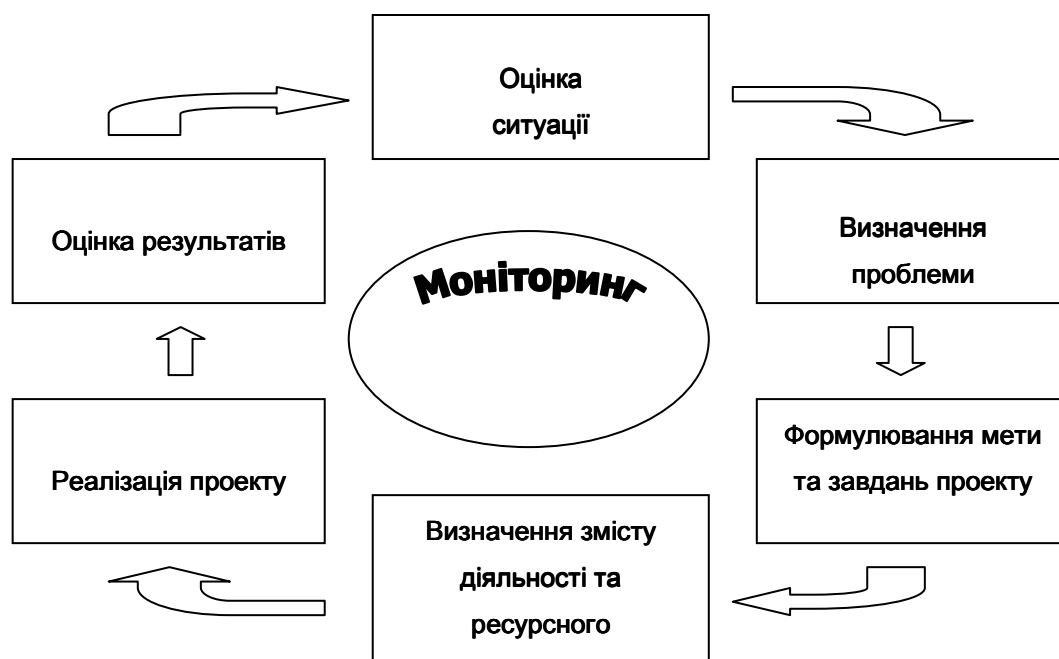 Оцінка
ситуації
Оцінка результатів
Визначення
проблеми
Моніторинг
Реалізація проекту
Формулювання мети
та завдань проекту
Визначення змісту
діяльності та
ресурсного